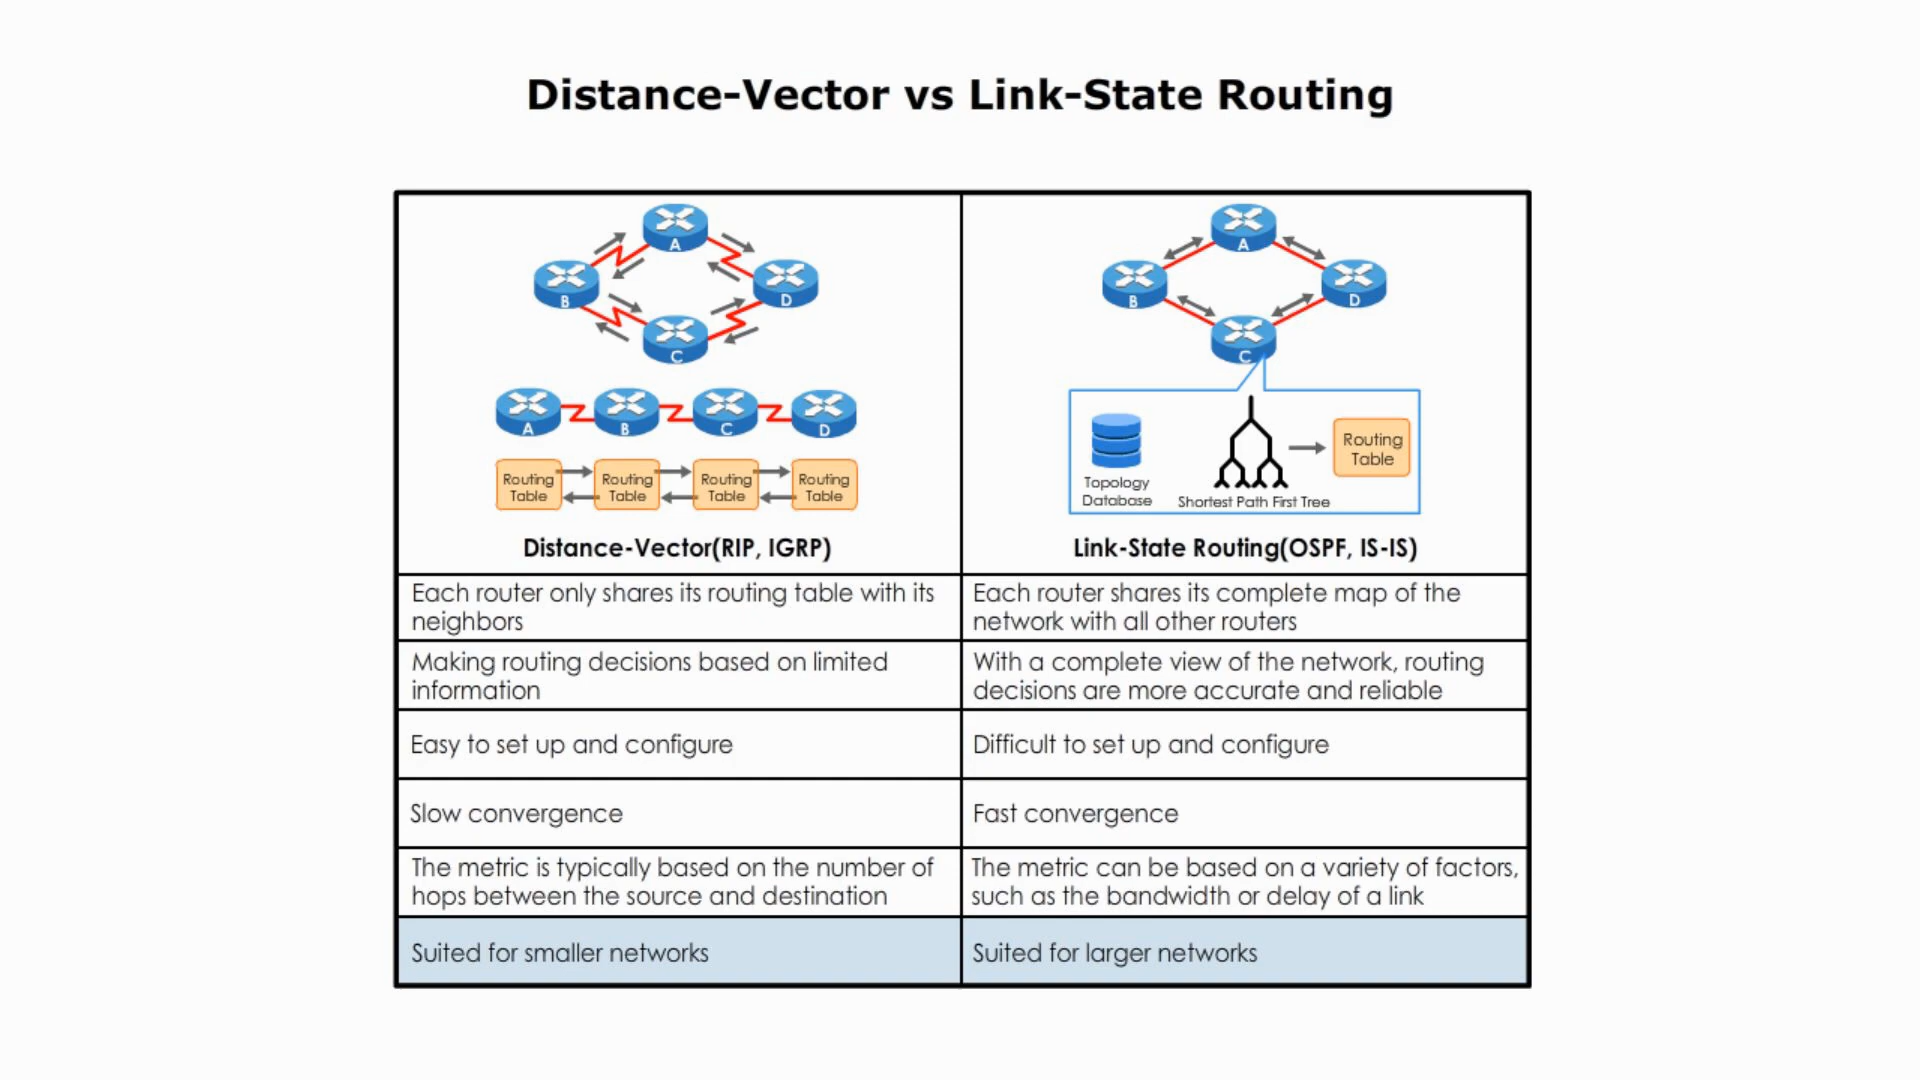 Distance-Vector vs Link-State Routing
A
B
D
C
A
B
C
D
Routing
Table
Routing
Table
Routing
Table
Routing
Table
Distance-Vector(RIP, IGRP)
A
B
D
C
Topology
Database
Shortest Path First Tree
Routing
Table
Link-State Routing(OSPF, IS-IS)
Each router only shares its routing table with its
neighbors
Each router shares its complete map of the
network with all other routers
Making routing decisions based on limited
information
With a complete view of the network, routing
decisions are more accurate and reliable
Easy to set up and configure
Difficult to set up and configure
Slow convergence
Fast convergence
The metric is typically based on the number of
hops between the source and destination
The metric can be based on a variety of factors,
such as the bandwidth or delay of a link
Suited for smaller networks
Suited for larger networks